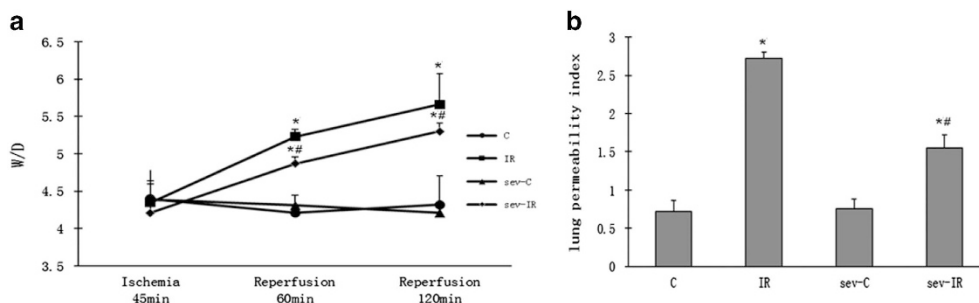 a
6.5
6
5.5
5
4.5
4
3.5
W/D
*
*
*#
*#
C
IR
sev-C
sev-IR
Ischemia
45min
Reperfusion
60min
Reperfusion
120min
b
3
2.5
2
1.5
1
0.5
0
lung permeability index
*
*#
C
IR
sev-C
sev-IR